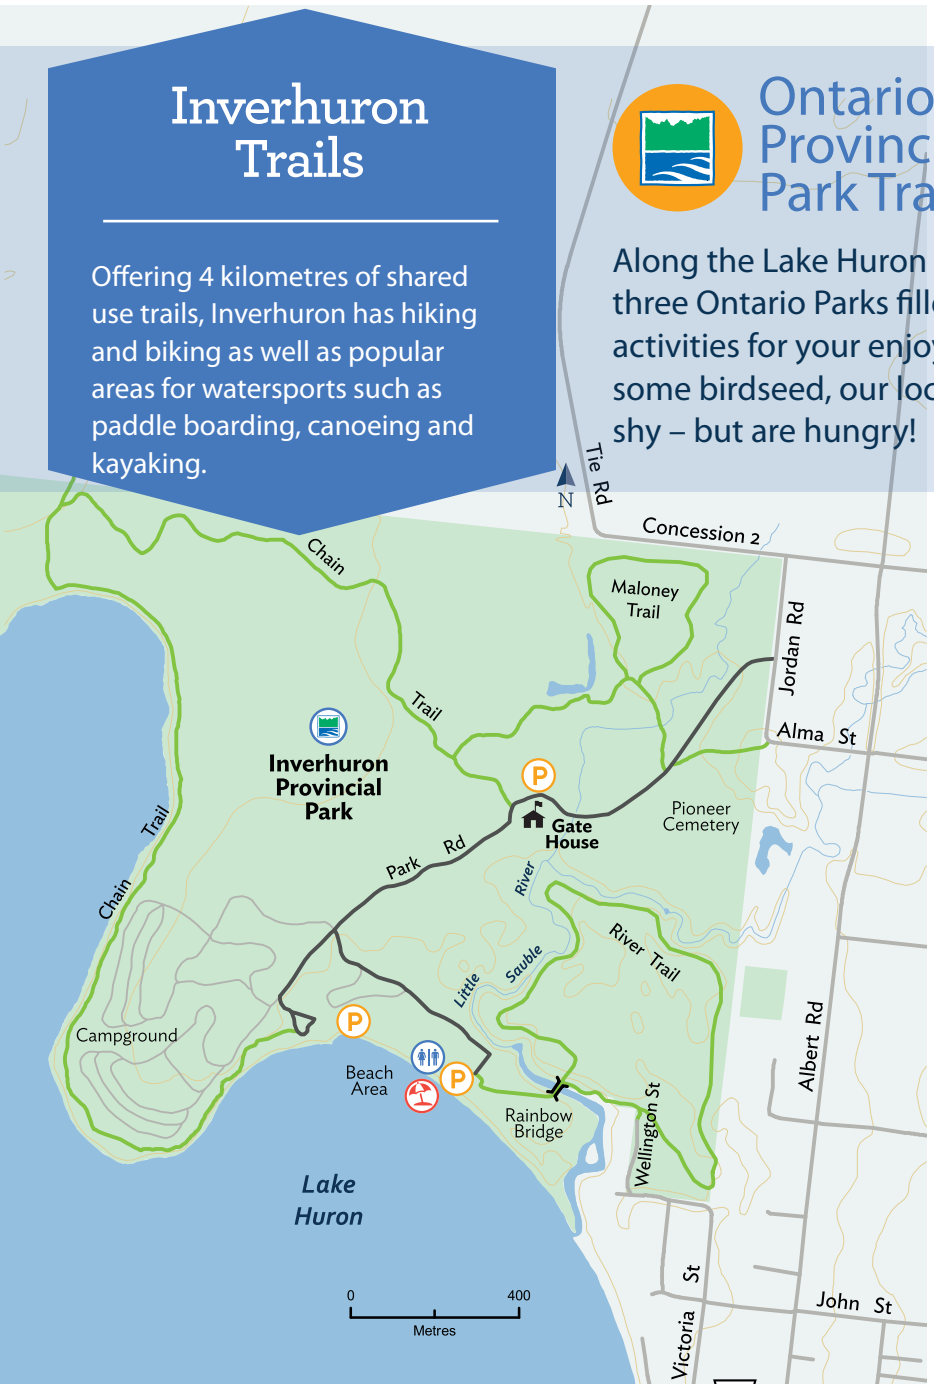 Inverhuron
Trails
Offering 4 kilometres of shared
use trails, Inverhuron has hiking
and biking as well as popular
areas for watersports such as
paddle boarding, canoeing and
kayaking.
Ontario
Provinc
Park Tra
Along the Lake Huron
three Ontario Parks fille
activities for your enjoy
some birdseed, our loc
shy – but are hungry!
Tie Rd
N
Concession 2
Chain
Trail
Maloney
Trail
Jordan Rd
Alma St
Inverhuron
Provincial
Park
P
Gate
House
Pioneer
Cemetery
Park Rd
Chain Trail
River
Sauble
Little
River Trail
Campground
P
Beach
Area
P
Rainbow
Bridge
Wellington St
Albert Rd
Lake
Huron
0 400
Metres
Victoria St
John St